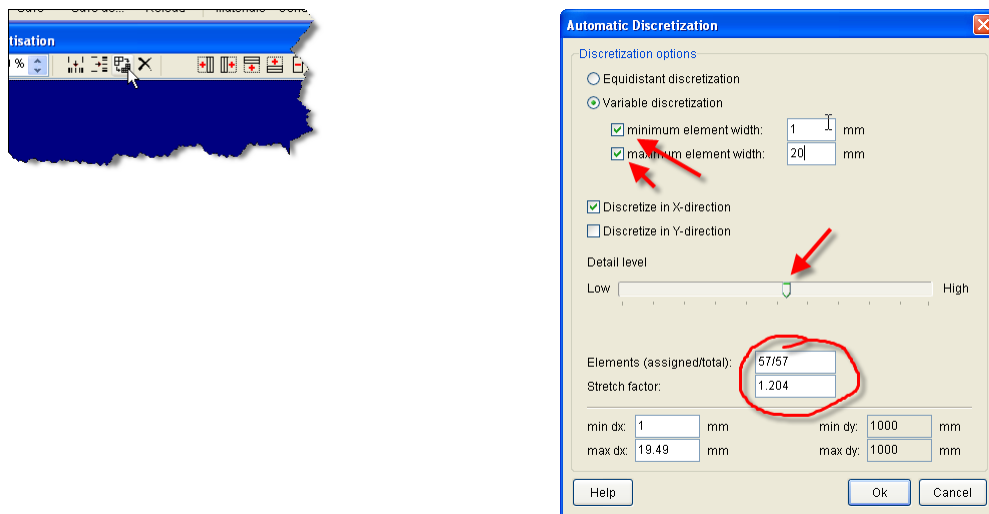 tisation
%
Automatic Discretization
Discretization options
Equidistant discretization
Variable discretization
minimum element width: 1 mm
maximum element width: 20 mm
Discretize in X-direction
Discretize in Y-direction
Detail level
Low High
Elements (assigned/total): 57/57
Stretch factor: 1.204
min dx: 1 mm min dy: 1000 mm
max dx: 19.49 mm max dy: 1000 mm
Help Ok Cancel